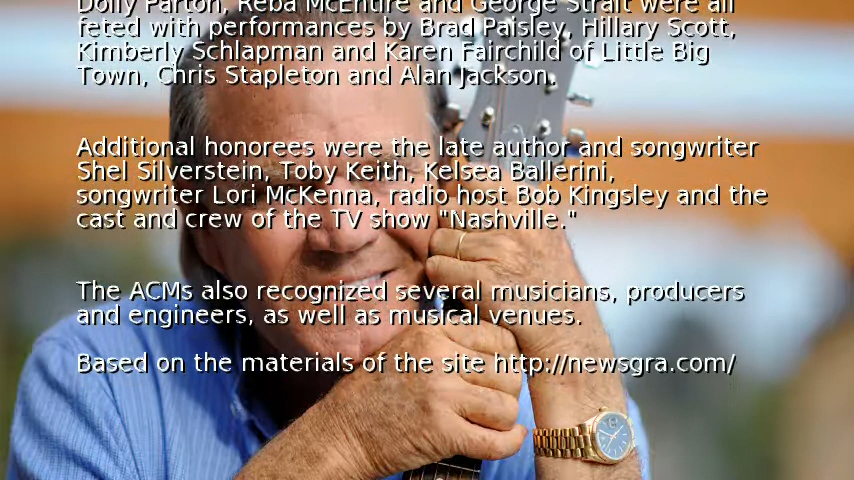 Dolly Parton, Reba McEntire and George Strait were all
feted with performances by Brad Paisley, Hillary Scott,
Kimberly Schlapman and Karen Fairchild of Little Big
Town, Chris Stapleton and Alan Jackson.
Additional honorees were the late author and songwriter
Shel Silverstein, Toby Keith, Kelsea Ballerini,
songwriter Lori McKenna, radio host Bob Kingsley and the
cast and crew of the TV show "Nashville."
The ACMs also recognized several musicians, producers
and engineers, as well as musical venues.
Based on the materials of the site http://newsgra.com/